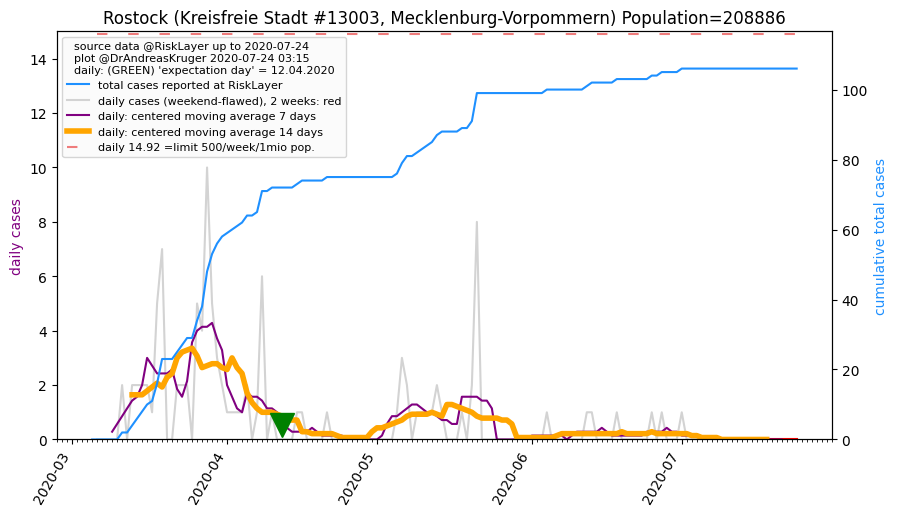 Rostock (Kreisfreie Stadt #13003, Mecklenburg-Vorpommern) Population=208886
source data @RiskLayer up to 2020-07-24
plot @DrAndreasKruger 2020-07-24 03:15
daily: (GREEN) 'expectation day' = 12.04.2020
total cases reported at RiskLayer
daily cases (weekend-flawed), 2 weeks: red
daily: centered moving average 7 days
daily: centered moving average 14 days
daily 14.92 =limit 500/week/1mio pop.
daily cases
14
12
10
8
6
4
2
0
cumulative total cases
100
80
60
40
20
0
2020-03
2020-04
2020-05
2020-06
2020-07